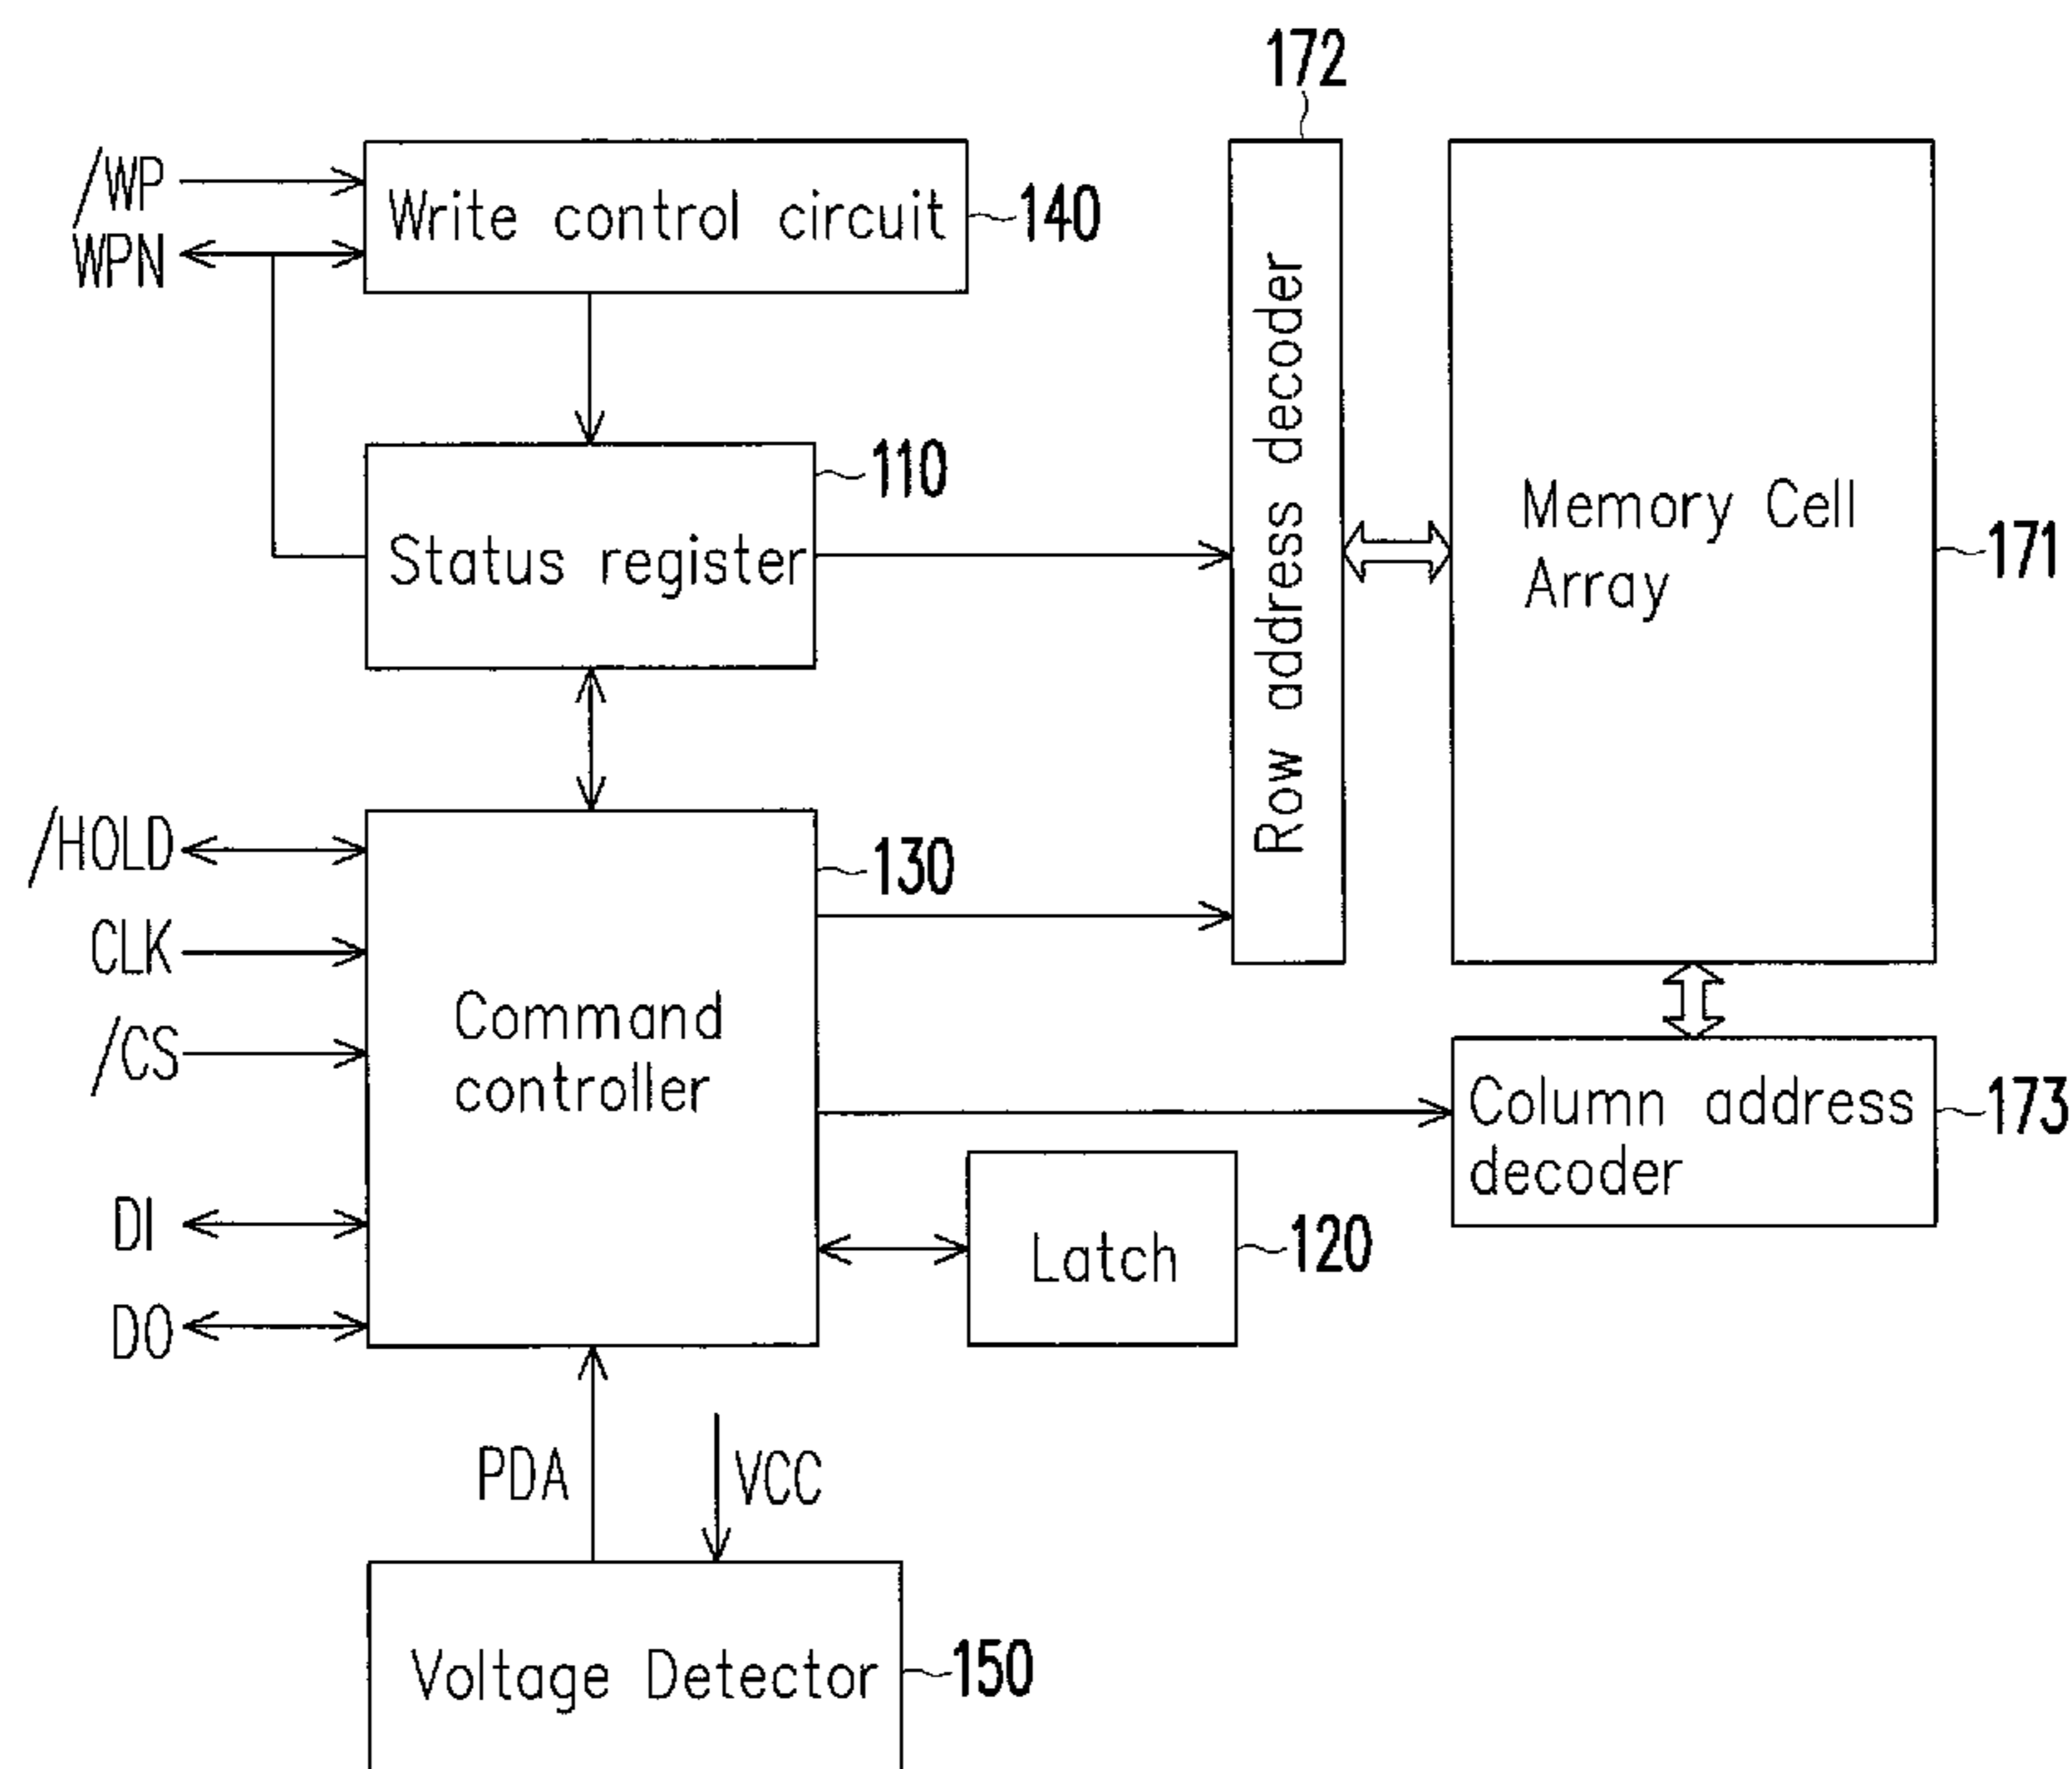 172
/WP
WPN
Write control circuit
140
Row address decoder
Memory Cell
Array
171
110
Status register
/HOLD
CLK
/CS
DI
DO
130
Command
controller
Column address
decoder
173
Latch
120
PDA
VCC
Voltage Detector
150